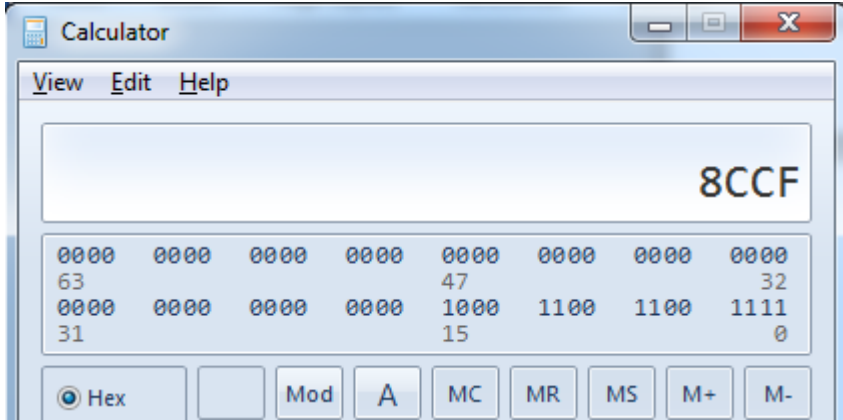 Calculator
View Edit Help
8CCF
0000 0000 0000 0000 0000 0000 0000 0000
63 47 32
0000 0000 0000 0000 1000 1100 1100 1111
31 15 0
Hex Mod A MC MR MS M+ M-